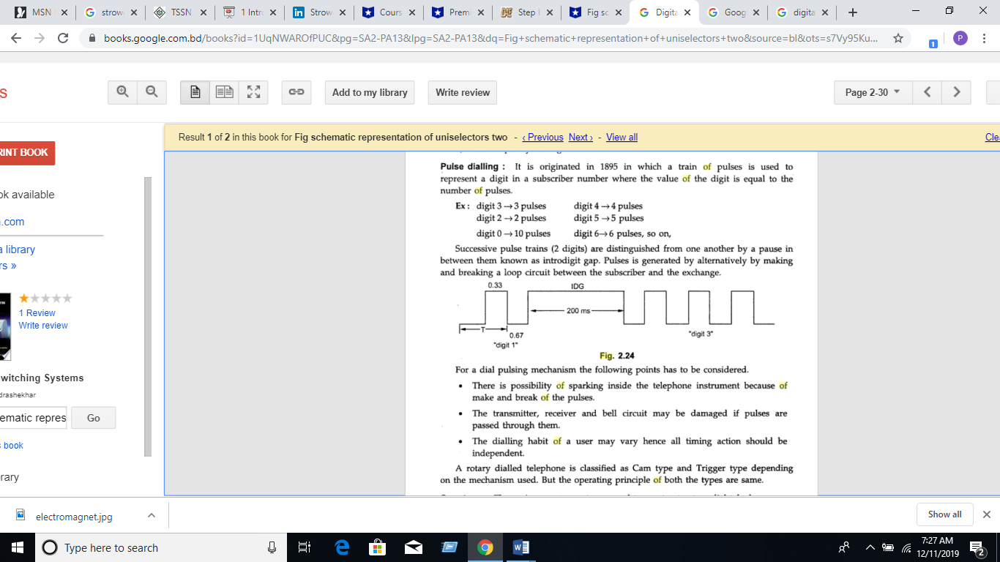 MSN
strow
TSSN
1 Intr
Strow
Cours
Prem
Step
Fig sc
Digita
Goog
digita
books.google.com.bd/books?id=1UqNWAROfPUC&pg=SA2-PA13&lpg=SA2-PA13&dq=Fig+schematic+representation+of+uniselectors+two&source=bl&ots=s7Vy95Ku...
P
1
s
Add to my library
Write review
Page 2-30
Result 1 of 2 in this book for Fig schematic representation of uniselectors two - ‹ Previous Next › - View all
Cle
RINT BOOK
ok available
.com
a library
rs »
1 Review
Write review
witching Systems
drashekhar
ematic repres
Go
s book
rary
Pulse dialling : It is originated in 1895 in which a train of pulses is used to
represent a digit in a subscriber number where the value of the digit is equal to the
number of pulses.
Ex : digit 3 → 3 pulses digit 4 → 4 pulses
digit 2 → 2 pulses digit 5 → 5 pulses
digit 0 → 10 pulses digit 6→ 6 pulses, so on,
Successive pulse trains (2 digits) are distinguished from one another by a pause in
between them known as introdigit gap. Pulses is generated by alternatively by making
and breaking a loop circuit between the subscriber and the exchange.
0.33
IDG
200 ms
T
0.67
"digit 1"
"digit 3"
Fig. 2.24
For a dial pulsing mechanism the following points has to be considered.
• There is possibility of sparking inside the telephone instrument because of
make and break of the pulses.
• The transmitter, receiver and bell circuit may be damaged if pulses are
passed through them.
• The dialling habit of a user may vary hence all timing action should be
independent.
A rotary dialled telephone is classified as Cam type and Trigger type depending
on the mechanism used. But the operating principle of both the types are same.
electromagnet.jpg
Show all
Type here to search
7:27 AM
12/11/2019
2